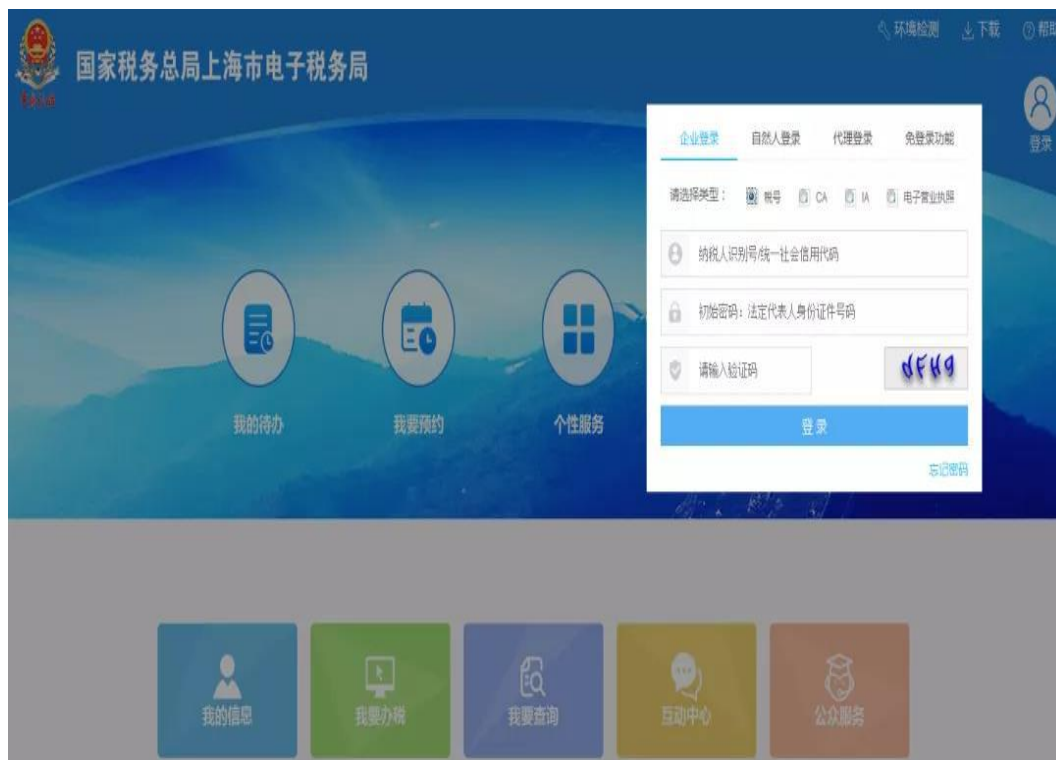 环境检测 下载 帮助
国家税务总局上海市电子税务局
登录
企业登录 自然人登录 代理登录 免登录功能
请选择类型： 税号 CA IA 电子营业执照
纳税人识别号/统一社会信用代码
初始密码：法定代表人身份证件号码
请输入验证码
登录
忘记密码
我的待办 我要预约 个性服务
我的信息 我要办税 我要查询 互动中心 公众服务